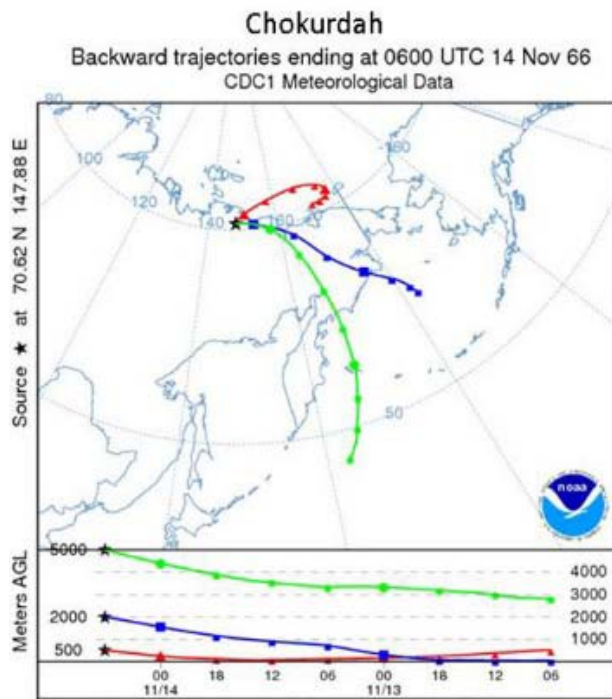 Chokurdah
Backward trajectories ending at 0600 UTC 14 Nov 66
CDC1 Meteorological Data
Source ★ at 70.62 N 147.88 E
80
100
120
140
160
-180
-160
50
noaa
Meters AGL
5000
2000
500
4000
3000
2000
1000
00 18 12 06 00 18 12 06
11/14 11/13